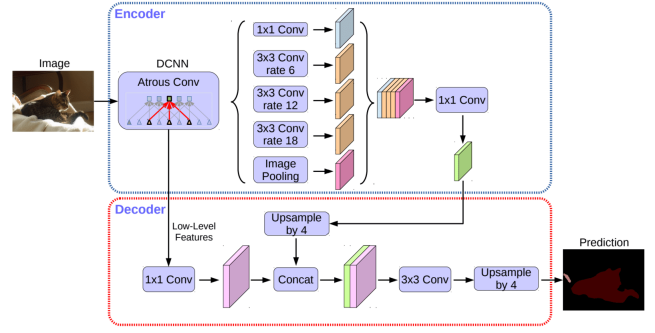 Encoder
Image
DCNN
Atrous Conv
1x1 Conv
3x3 Conv
rate 6
3x3 Conv
rate 12
3x3 Conv
rate 18
Image
Pooling
1x1 Conv
Decoder
Low-Level
Features
Upsample
by 4
1x1 Conv
Concat
3x3 Conv
Upsample
by 4
Prediction